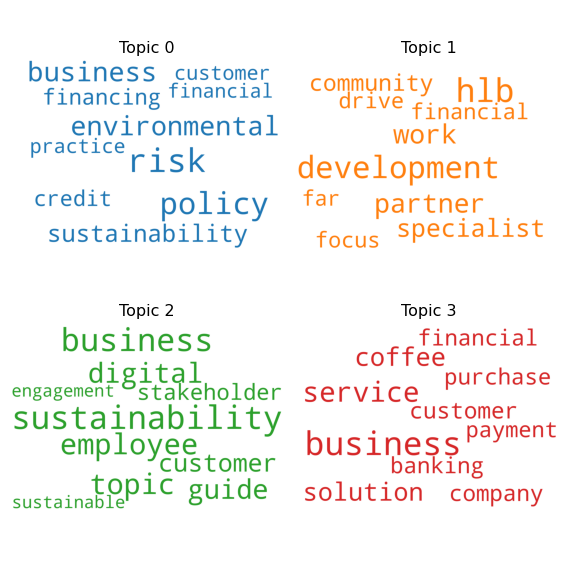 Topic 0
business customer
financing financial
environmental
practice
risk
credit
policy
sustainability
Topic 1
community hlb
drive
financial
work
development
far
partner
specialist
focus
Topic 2
business
digital
engagement stakeholder
sustainability
employee
customer
topic guide
sustainable
Topic 3
financial
coffee
purchase
service
customer
payment
business
banking
solution company